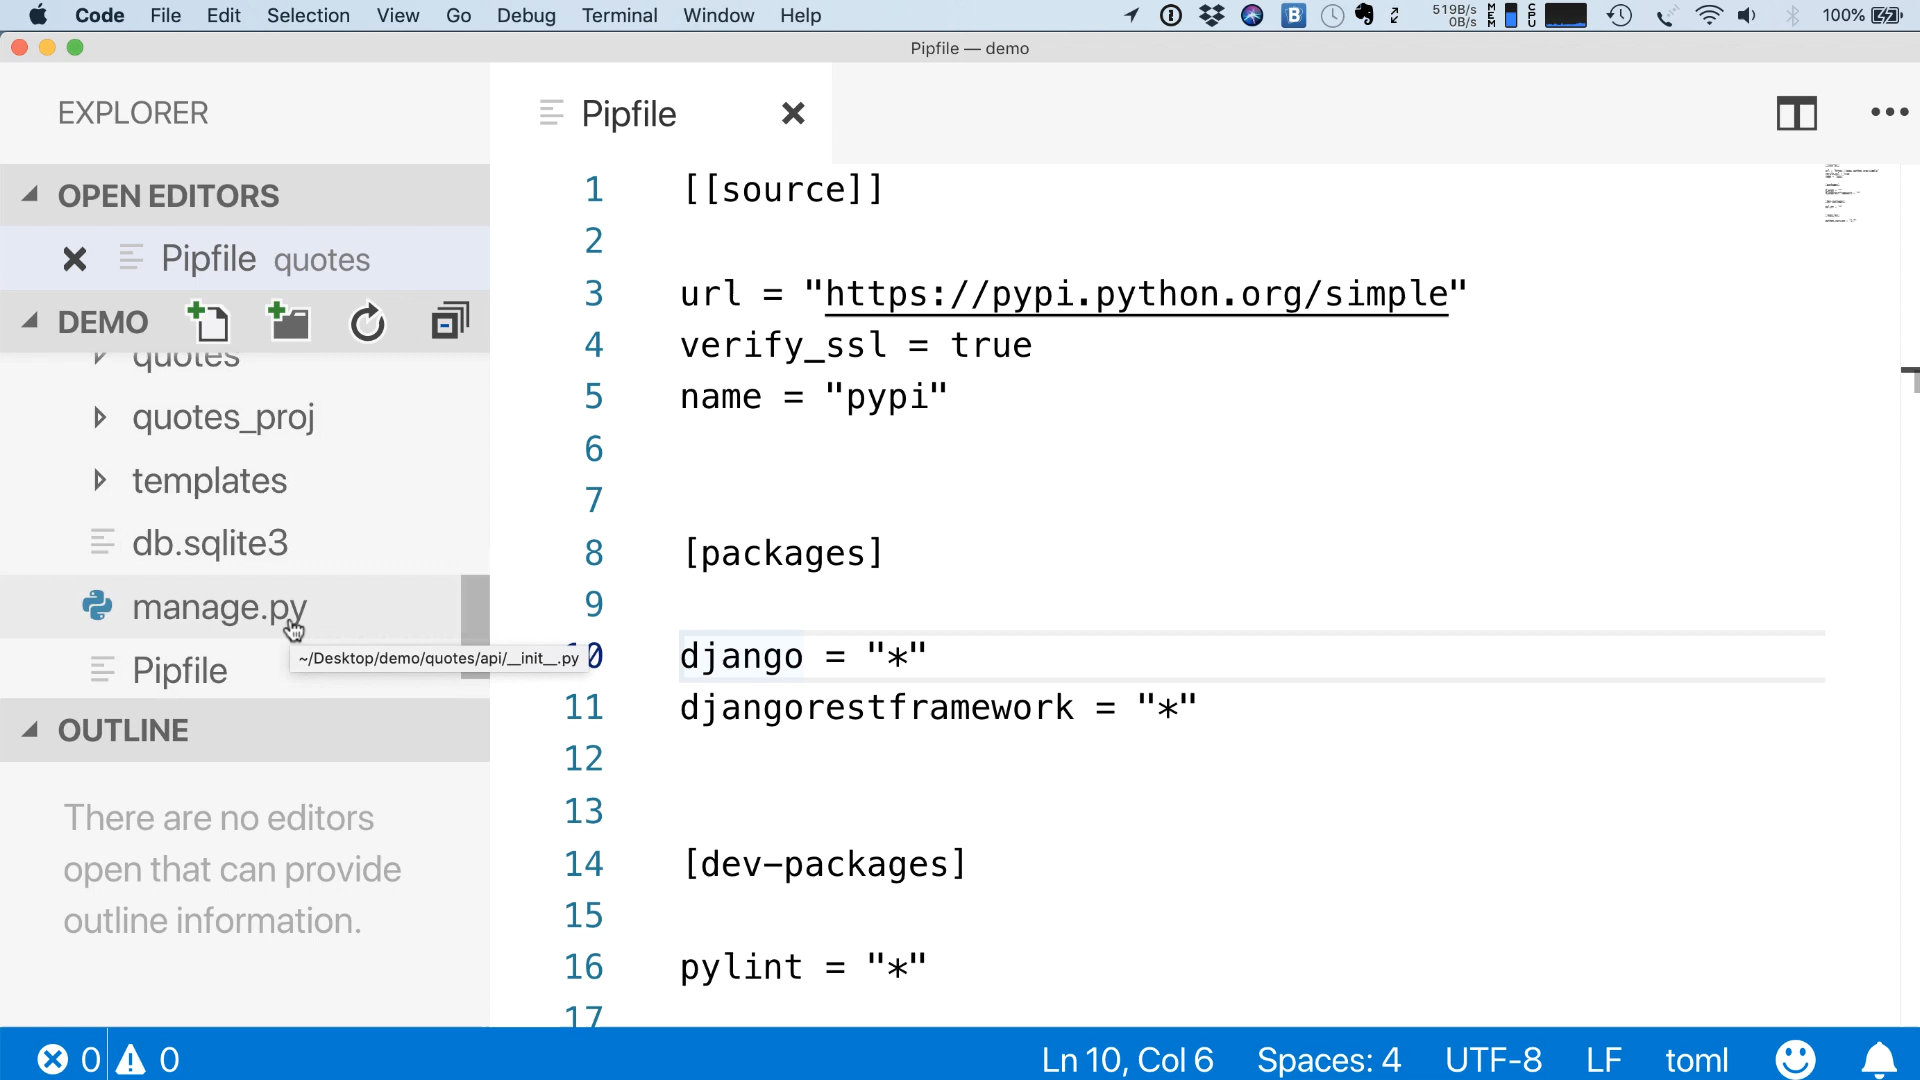 Code File Edit Selection View Go Debug Terminal Window Help 519B/s 0B/s MEM CPU 100%
Pipfile — demo
EXPLORER
OPEN EDITORS
Pipfile quotes
DEMO
quotes
quotes_proj
templates
db.sqlite3
manage.py
~/Desktop/demo/quotes/api/__init__.py
Pipfile
OUTLINE
There are no editors
open that can provide
outline information.
Pipfile
1 [[source]]
2
3 url = "https://pypi.python.org/simple"
4 verify_ssl = true
5 name = "pypi"
6
7
8 [packages]
9
10 django = "*"
11 djangorestframework = "*"
12
13
14 [dev-packages]
15
16 pylint = "*"
17
0 0 Ln 10, Col 6 Spaces: 4 UTF-8 LF toml